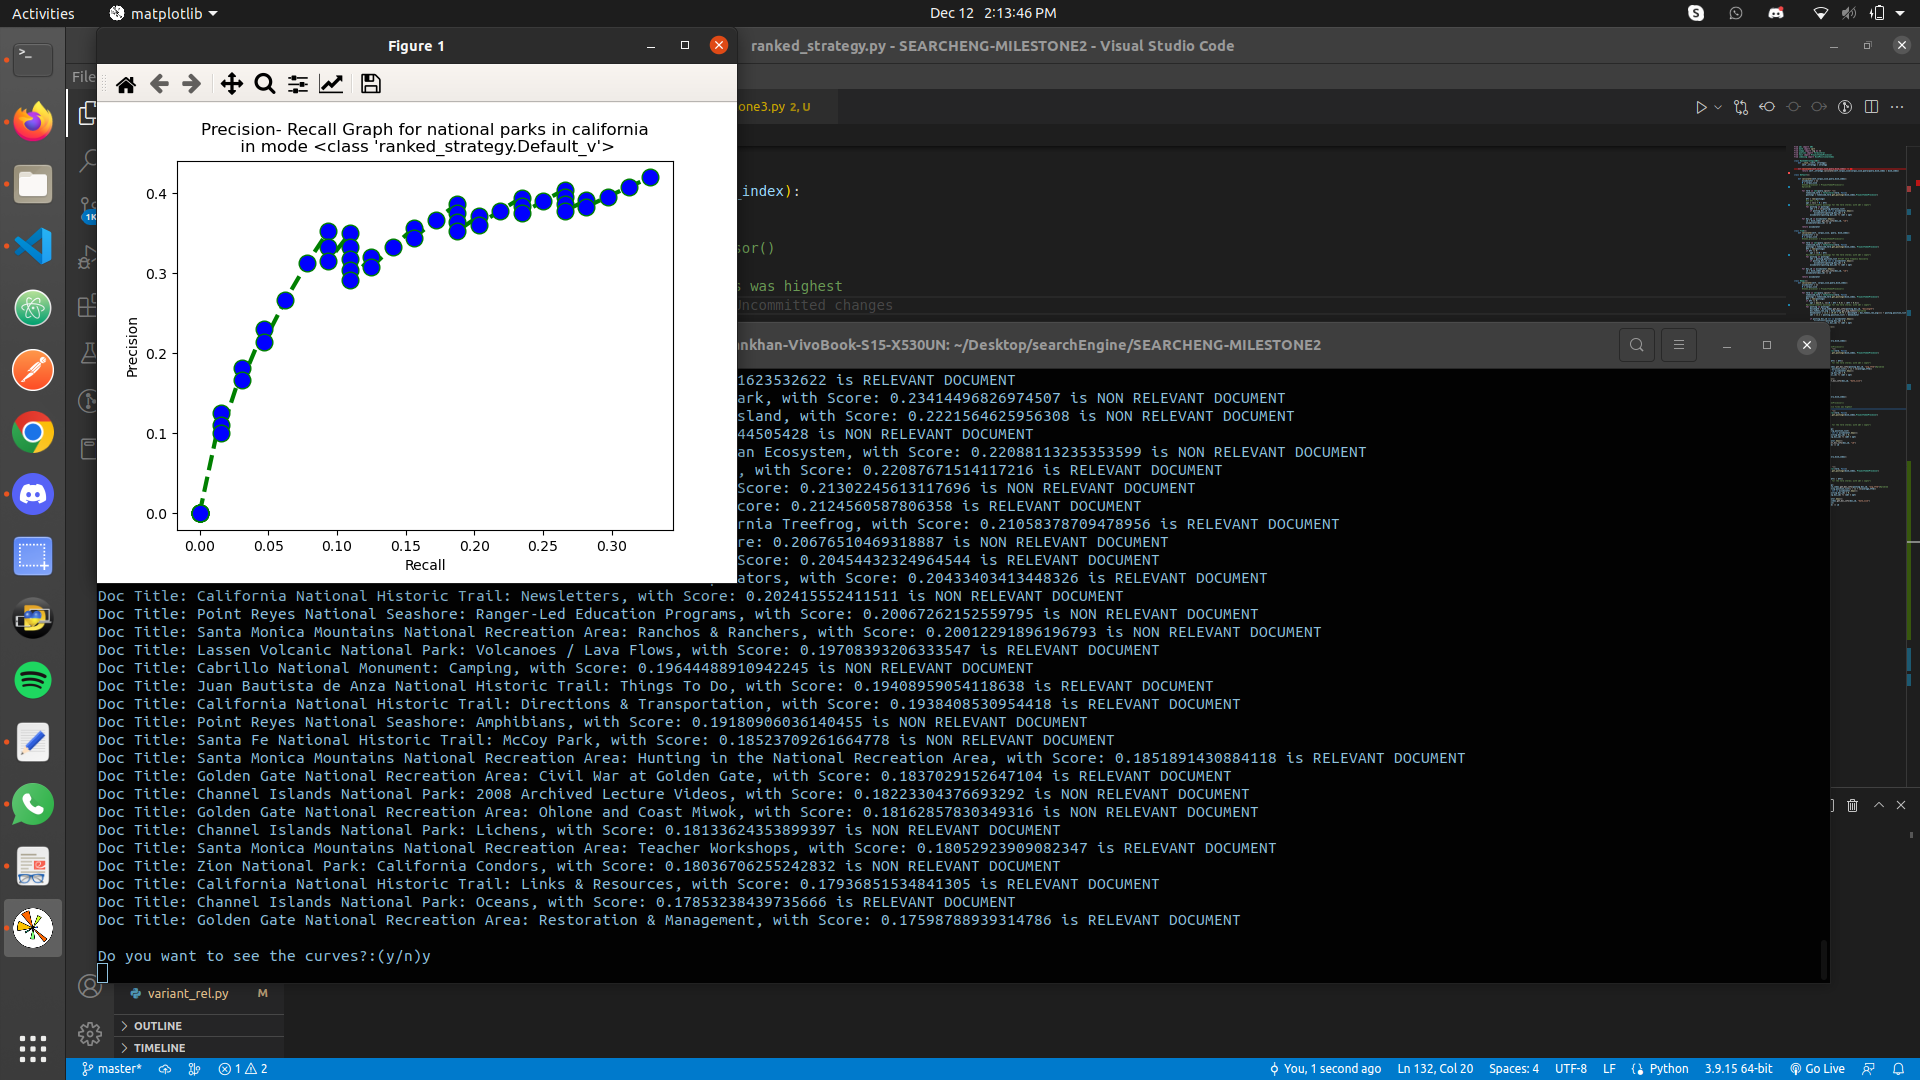 Activities
matplotlib
Dec 12 2:13:46 PM
Figure 1
ranked_strategy.py - SEARCHENG-MILESTONE2 - Visual Studio Code
File
one3.py 2, U
Precision- Recall Graph for national parks in california
in mode <class 'ranked_strategy.Default_v'>
0.4
0.3
0.2
0.1
0.0
Precision
0.00 0.05 0.10 0.15 0.20 0.25 0.30
Recall
1K
_index):
sor()
s was highest
Uncommitted changes
ankhan-VivoBook-S15-X530UN: ~/Desktop/searchEngine/SEARCHENG-MILESTONE2
1623532622 is RELEVANT DOCUMENT
ark, with Score: 0.23414496826974507 is NON RELEVANT DOCUMENT
sland, with Score: 0.2221564625956308 is NON RELEVANT DOCUMENT
44505428 is NON RELEVANT DOCUMENT
an Ecosystem, with Score: 0.22088113235353599 is NON RELEVANT DOCUMENT
, with Score: 0.22087671514117216 is RELEVANT DOCUMENT
Score: 0.21302245613117696 is NON RELEVANT DOCUMENT
core: 0.2124560587806358 is RELEVANT DOCUMENT
rnia Treefrog, with Score: 0.21058378709478956 is RELEVANT DOCUMENT
re: 0.20676510469318887 is NON RELEVANT DOCUMENT
Score: 0.20454432324964544 is RELEVANT DOCUMENT
ators, with Score: 0.20433403413448326 is RELEVANT DOCUMENT
Doc Title: California National Historic Trail: Newsletters, with Score: 0.202415552411511 is NON RELEVANT DOCUMENT
Doc Title: Point Reyes National Seashore: Ranger-Led Education Programs, with Score: 0.20067262152559795 is NON RELEVANT DOCUMENT
Doc Title: Santa Monica Mountains National Recreation Area: Ranchos & Ranchers, with Score: 0.20012291896196793 is NON RELEVANT DOCUMENT
Doc Title: Lassen Volcanic National Park: Volcanoes / Lava Flows, with Score: 0.19708393206333547 is RELEVANT DOCUMENT
Doc Title: Cabrillo National Monument: Camping, with Score: 0.19644488910942245 is NON RELEVANT DOCUMENT
Doc Title: Juan Bautista de Anza National Historic Trail: Things To Do, with Score: 0.19408959054118638 is RELEVANT DOCUMENT
Doc Title: California National Historic Trail: Directions & Transportation, with Score: 0.1938408530954418 is RELEVANT DOCUMENT
Doc Title: Point Reyes National Seashore: Amphibians, with Score: 0.19180906036140455 is NON RELEVANT DOCUMENT
Doc Title: Santa Fe National Historic Trail: McCoy Park, with Score: 0.18523709261664778 is NON RELEVANT DOCUMENT
Doc Title: Santa Monica Mountains National Recreation Area: Hunting in the National Recreation Area, with Score: 0.1851891430884118 is RELEVANT DOCUMENT
Doc Title: Golden Gate National Recreation Area: Civil War at Golden Gate, with Score: 0.1837029152647104 is RELEVANT DOCUMENT
Doc Title: Channel Islands National Park: 2008 Archived Lecture Videos, with Score: 0.18223304376693292 is NON RELEVANT DOCUMENT
Doc Title: Golden Gate National Recreation Area: Ohlone and Coast Miwok, with Score: 0.18162857830349316 is NON RELEVANT DOCUMENT
Doc Title: Channel Islands National Park: Lichens, with Score: 0.18133624353899397 is NON RELEVANT DOCUMENT
Doc Title: Santa Monica Mountains National Recreation Area: Teacher Workshops, with Score: 0.18052923909082347 is RELEVANT DOCUMENT
Doc Title: Zion National Park: California Condors, with Score: 0.18036706255242832 is NON RELEVANT DOCUMENT
Doc Title: California National Historic Trail: Links & Resources, with Score: 0.17936851534841305 is RELEVANT DOCUMENT
Doc Title: Channel Islands National Park: Oceans, with Score: 0.17853238439735666 is RELEVANT DOCUMENT
Doc Title: Golden Gate National Recreation Area: Restoration & Management, with Score: 0.17598788939314786 is RELEVANT DOCUMENT
Do you want to see the curves?:(y/n)y
variant_rel.py M
OUTLINE
TIMELINE
master* 1 2 You, 1 second ago Ln 132, Col 20 Spaces: 4 UTF-8 LF Python 3.9.15 64-bit Go Live